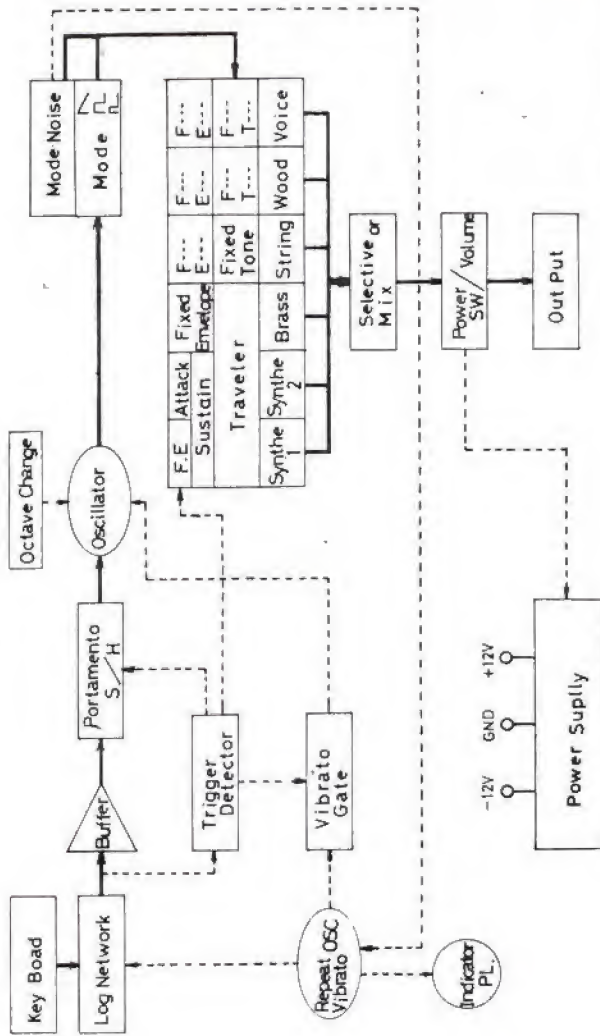 Key Boad
Log Network
Buffer
Portamento
S/H
Octave Change
Oscillator
Mode·Noise
Mode
Trigger
Detector
Vibrato
Gate
Repeat OSC
Vibrato
Indicator
PL.
F.E
Attack
Sustain
Fixed
Envelope
F---
E---
F---
E---
F---
E---
Traveler
Fixed
Tone
F---
T---
F---
T---
Synthe
1
Synthe
2
Brass
String
Wood
Voice
Selective or
Mix
Power/Volume
SW
Out Put
-12V
GND
+12V
Power Suplly